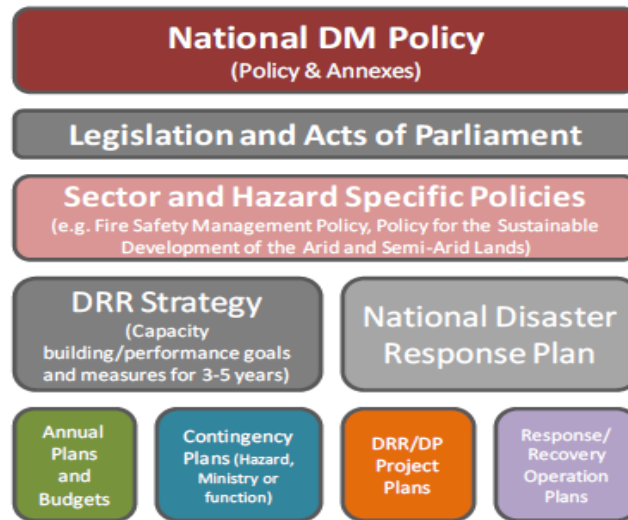 National DM Policy
(Policy & Annexes)
Legislation and Acts of Parliament
Sector and Hazard Specific Policies
(e.g. Fire Safety Management Policy, Policy for the Sustainable
Development of the Arid and Semi-Arid Lands)
DRR Strategy
(Capacity
building/performance goals
and measures for 3-5 years)
National Disaster
Response Plan
Annual
Plans
and
Budgets
Contingency
Plans (Hazard,
Ministry or
function)
DRR/DP
Project
Plans
Response/
Recovery
Operation
Plans